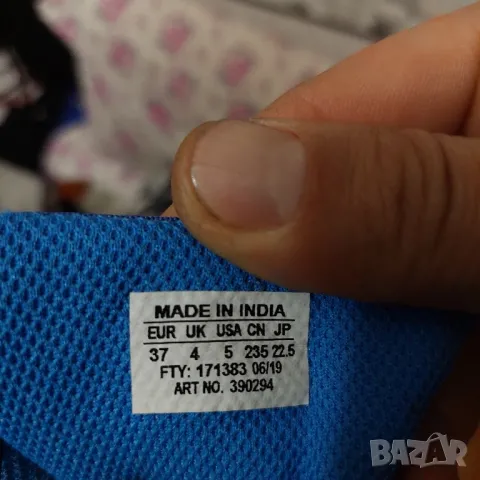 MADE IN INDIA
EUR UK USA CN JP
37 4 5 235 22.5
FTY: 171383 06/19
ART NO. 390294
BAZAR